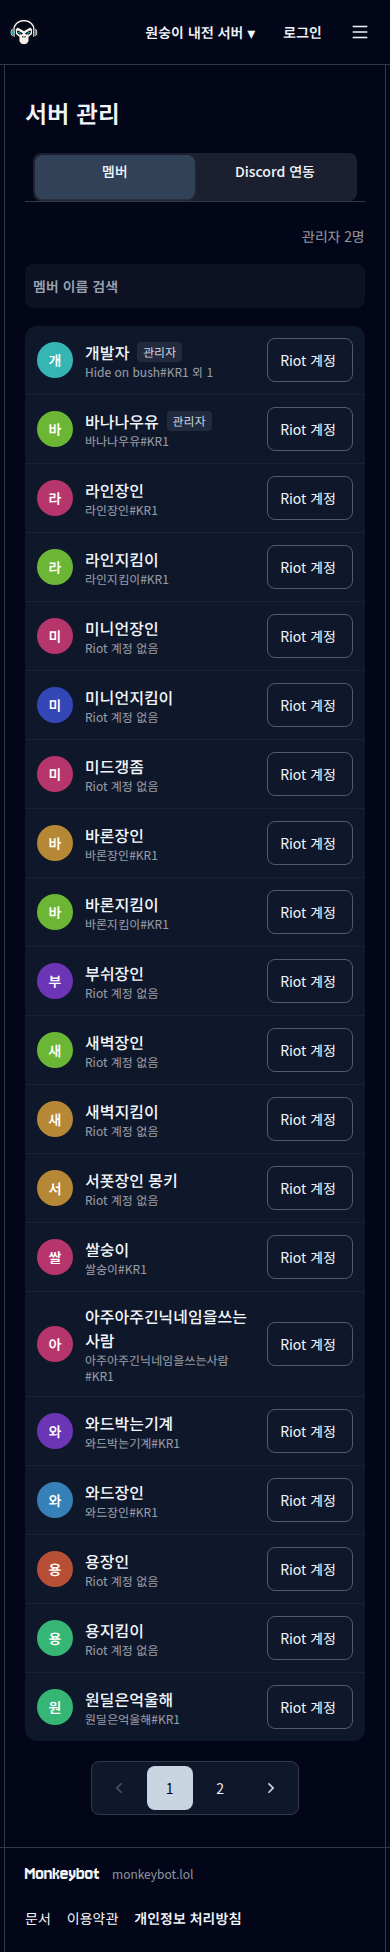 원숭이 내전 서버 ▾ 로그인
서버 관리
멤버 Discord 연동
관리자 2명
멤버 이름 검색
개 개발자 관리자 Riot 계정
Hide on bush#KR1 외 1
바 바나나우유 관리자 Riot 계정
바나나우유#KR1
라 라인장인 Riot 계정
라인장인#KR1
라 라인지킴이 Riot 계정
라인지킴이#KR1
미 미니언장인 Riot 계정
Riot 계정 없음
미 미니언지킴이 Riot 계정
Riot 계정 없음
미 미드갱좀 Riot 계정
Riot 계정 없음
바 바론장인 Riot 계정
바론장인#KR1
바 바론지킴이 Riot 계정
바론지킴이#KR1
부 부쉬장인 Riot 계정
Riot 계정 없음
새 새벽장인 Riot 계정
Riot 계정 없음
새 새벽지킴이 Riot 계정
Riot 계정 없음
서 서폿장인 몽키 Riot 계정
Riot 계정 없음
쌀 쌀숭이 Riot 계정
쌀숭이#KR1
아 아주아주긴닉네임을쓰는 Riot 계정
사람
아주아주긴닉네임을쓰는사람
#KR1
와 와드박는기계 Riot 계정
와드박는기계#KR1
와 와드장인 Riot 계정
와드장인#KR1
용 용장인 Riot 계정
Riot 계정 없음
용 용지킴이 Riot 계정
Riot 계정 없음
원 원딜은억울해 Riot 계정
원딜은억울해#KR1
1 2
Monkeybot monkeybot.lol
문서 이용약관 개인정보 처리방침